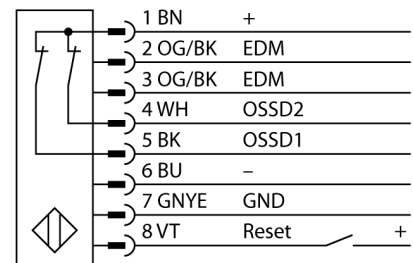 1 BN +
2 OG/BK EDM
3 OG/BK EDM
4 WH OSSD2
5 BK OSSD1
6 BU –
7 GNYE GND
8 VT Reset +